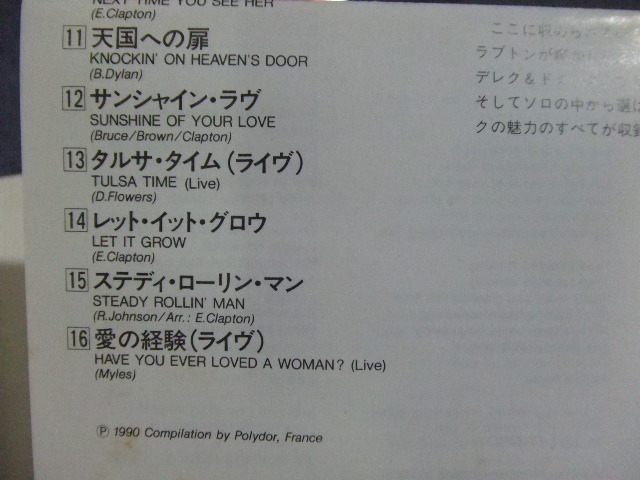 NEXT TIME YOU SEE HER
(E.Clapton)
11 天国への扉
KNOCKIN' ON HEAVEN'S DOOR
(B.Dylan)
12 サンシャイン・ラヴ
SUNSHINE OF YOUR LOVE
(Bruce/Brown/Clapton)
13 タルサ・タイム(ライヴ)
TULSA TIME (Live)
(D.Flowers)
14 レット・イット・グロウ
LET IT GROW
(E.Clapton)
15 ステディ・ローリン・マン
STEADY ROLLIN' MAN
(R.Johnson/Arr.: E.Clapton)
16 愛の経験(ライヴ)
HAVE YOU EVER LOVED A WOMAN? (Live)
(Myles)
Ⓟ 1990 Compilation by Polydor, France
ここに収め
ラプトンが
デレク&ド
そしてソロの中から選
クの魅力のすべてが収